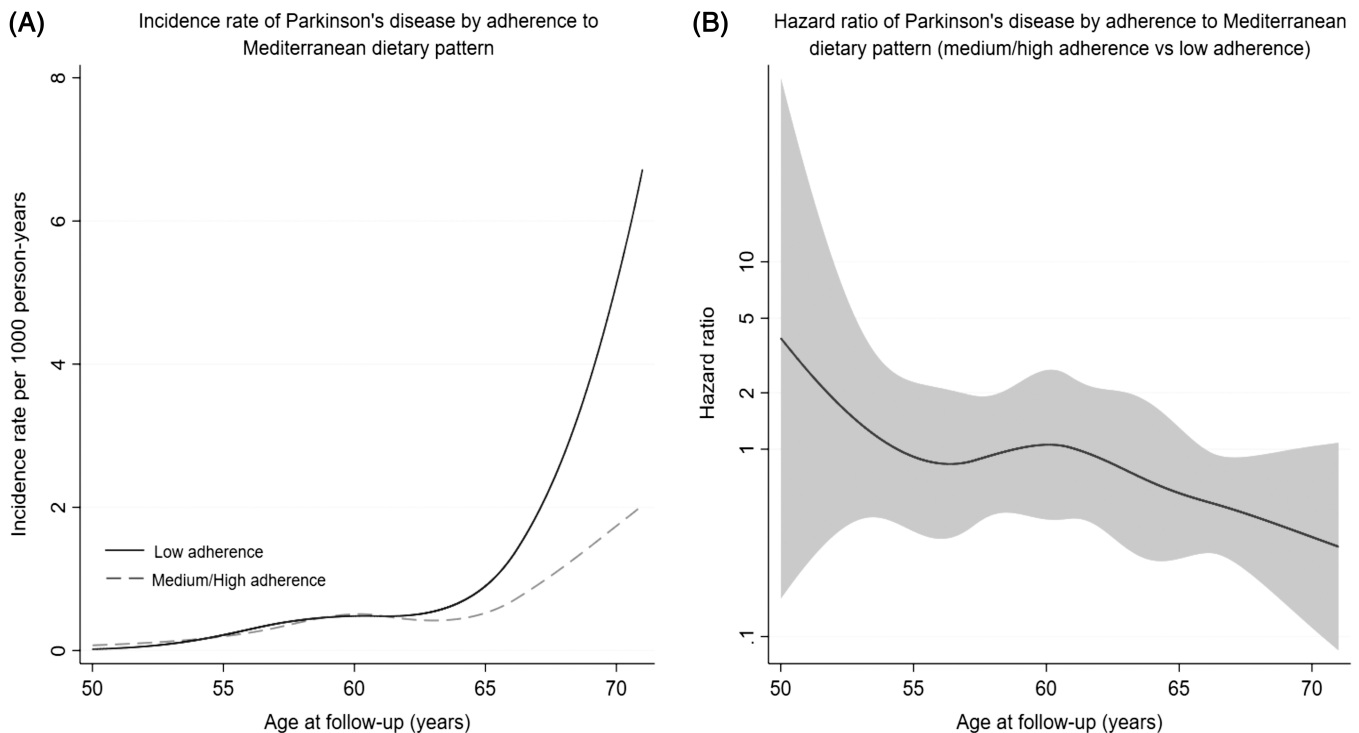 (A)
Incidence rate of Parkinson's disease by adherence to
Mediterranean dietary pattern
8
6
4
2
0
Incidence rate per 1000 person-years
Low adherence
Medium/High adherence
50
55
60
65
70
Age at follow-up (years)
(B)
Hazard ratio of Parkinson's disease by adherence to Mediterranean
dietary pattern (medium/high adherence vs low adherence)
10
5
2
1
.1
Hazard ratio
50
55
60
65
70
Age at follow-up (years)